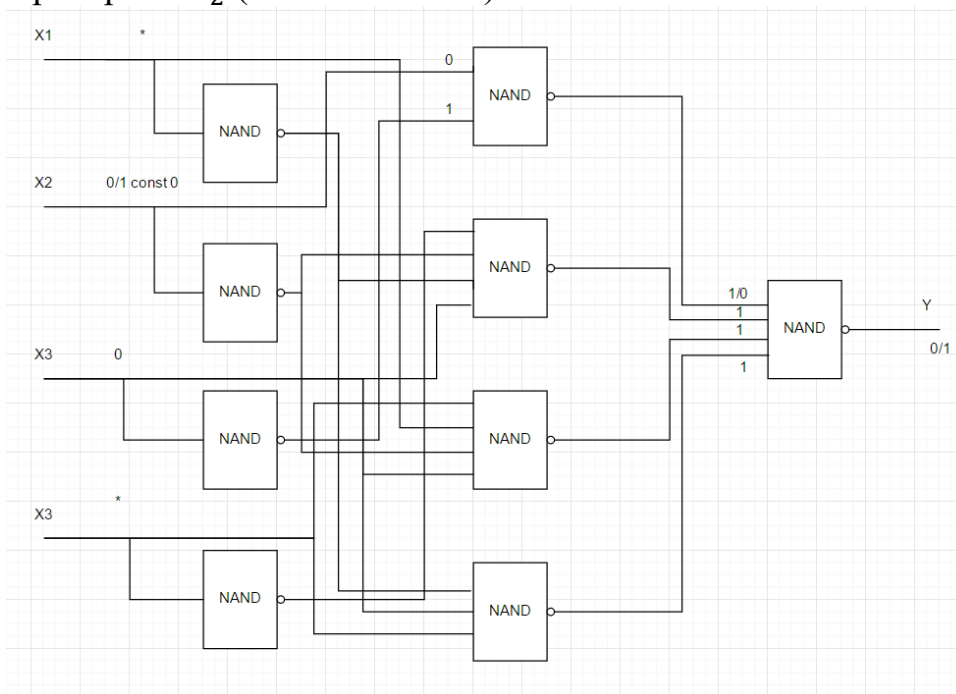 X1 *
0
NAND
1
NAND
X2 0/1 const 0
NAND
NAND
1/0
1
1
1
NAND
Y
0/1
X3 0
NAND
NAND
*
X3
NAND
NAND